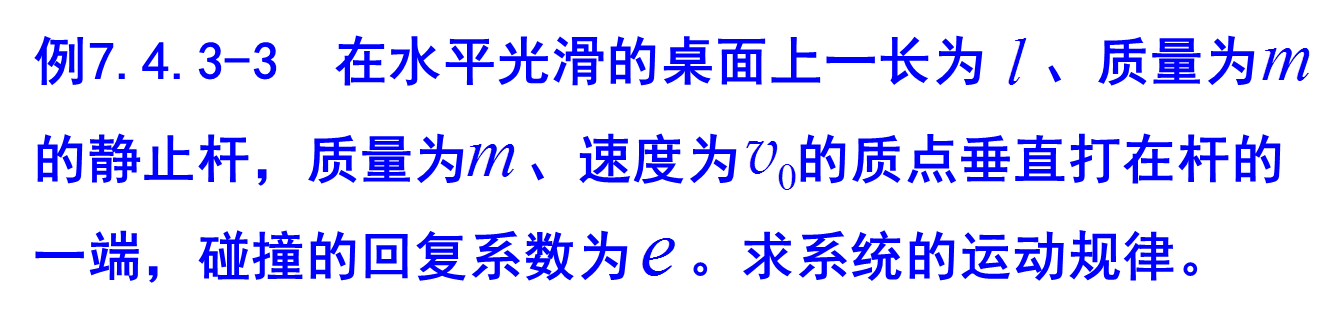 例7.4.3-3 在水平光滑的桌面上一长为 l 、质量为m
的静止杆，质量为m 、速度为v₀的质点垂直打在杆的
一端，碰撞的回复系数为e 。求系统的运动规律。